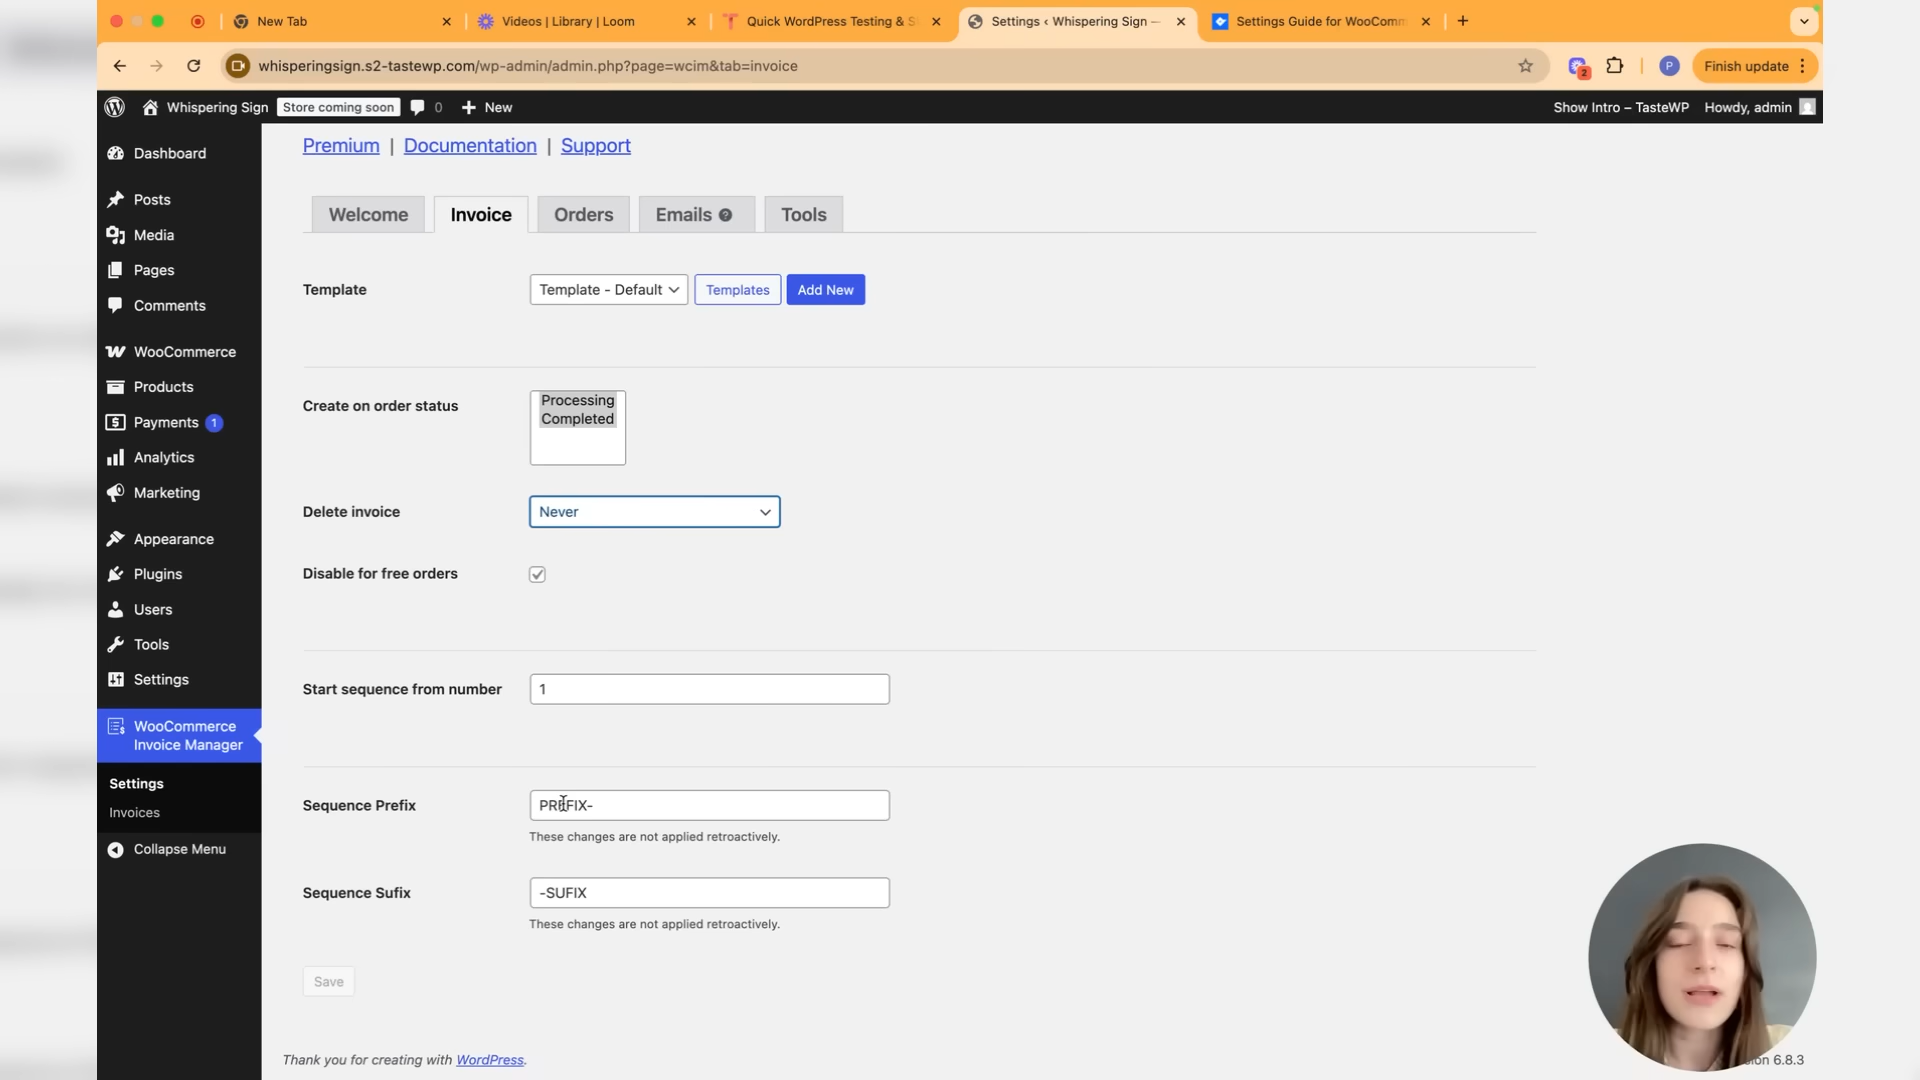 New Tab
Videos | Library | Loom
Quick WordPress Testing & S
Settings ‹ Whispering Sign —
Settings Guide for WooComm
whisperingsign.s2-tastewp.com/wp-admin/admin.php?page=wcim&tab=invoice
2
P
Finish update
Whispering Sign
Store coming soon
0
New
Show Intro – TasteWP
Howdy, admin
Dashboard
Posts
Media
Pages
Comments
WooCommerce
Products
Payments 1
Analytics
Marketing
Appearance
Plugins
Users
Tools
Settings
WooCommerce
Invoice Manager
Settings
Invoices
Collapse Menu
Premium | Documentation | Support
Welcome
Invoice
Orders
Emails ?
Tools
Template
Template - Default
Templates
Add New
Create on order status
Processing
Completed
Delete invoice
Never
Disable for free orders
Start sequence from number
1
Sequence Prefix
PREFIX-
These changes are not applied retroactively.
Sequence Sufix
-SUFIX
These changes are not applied retroactively.
Save
Thank you for creating with WordPress.
6.8.3